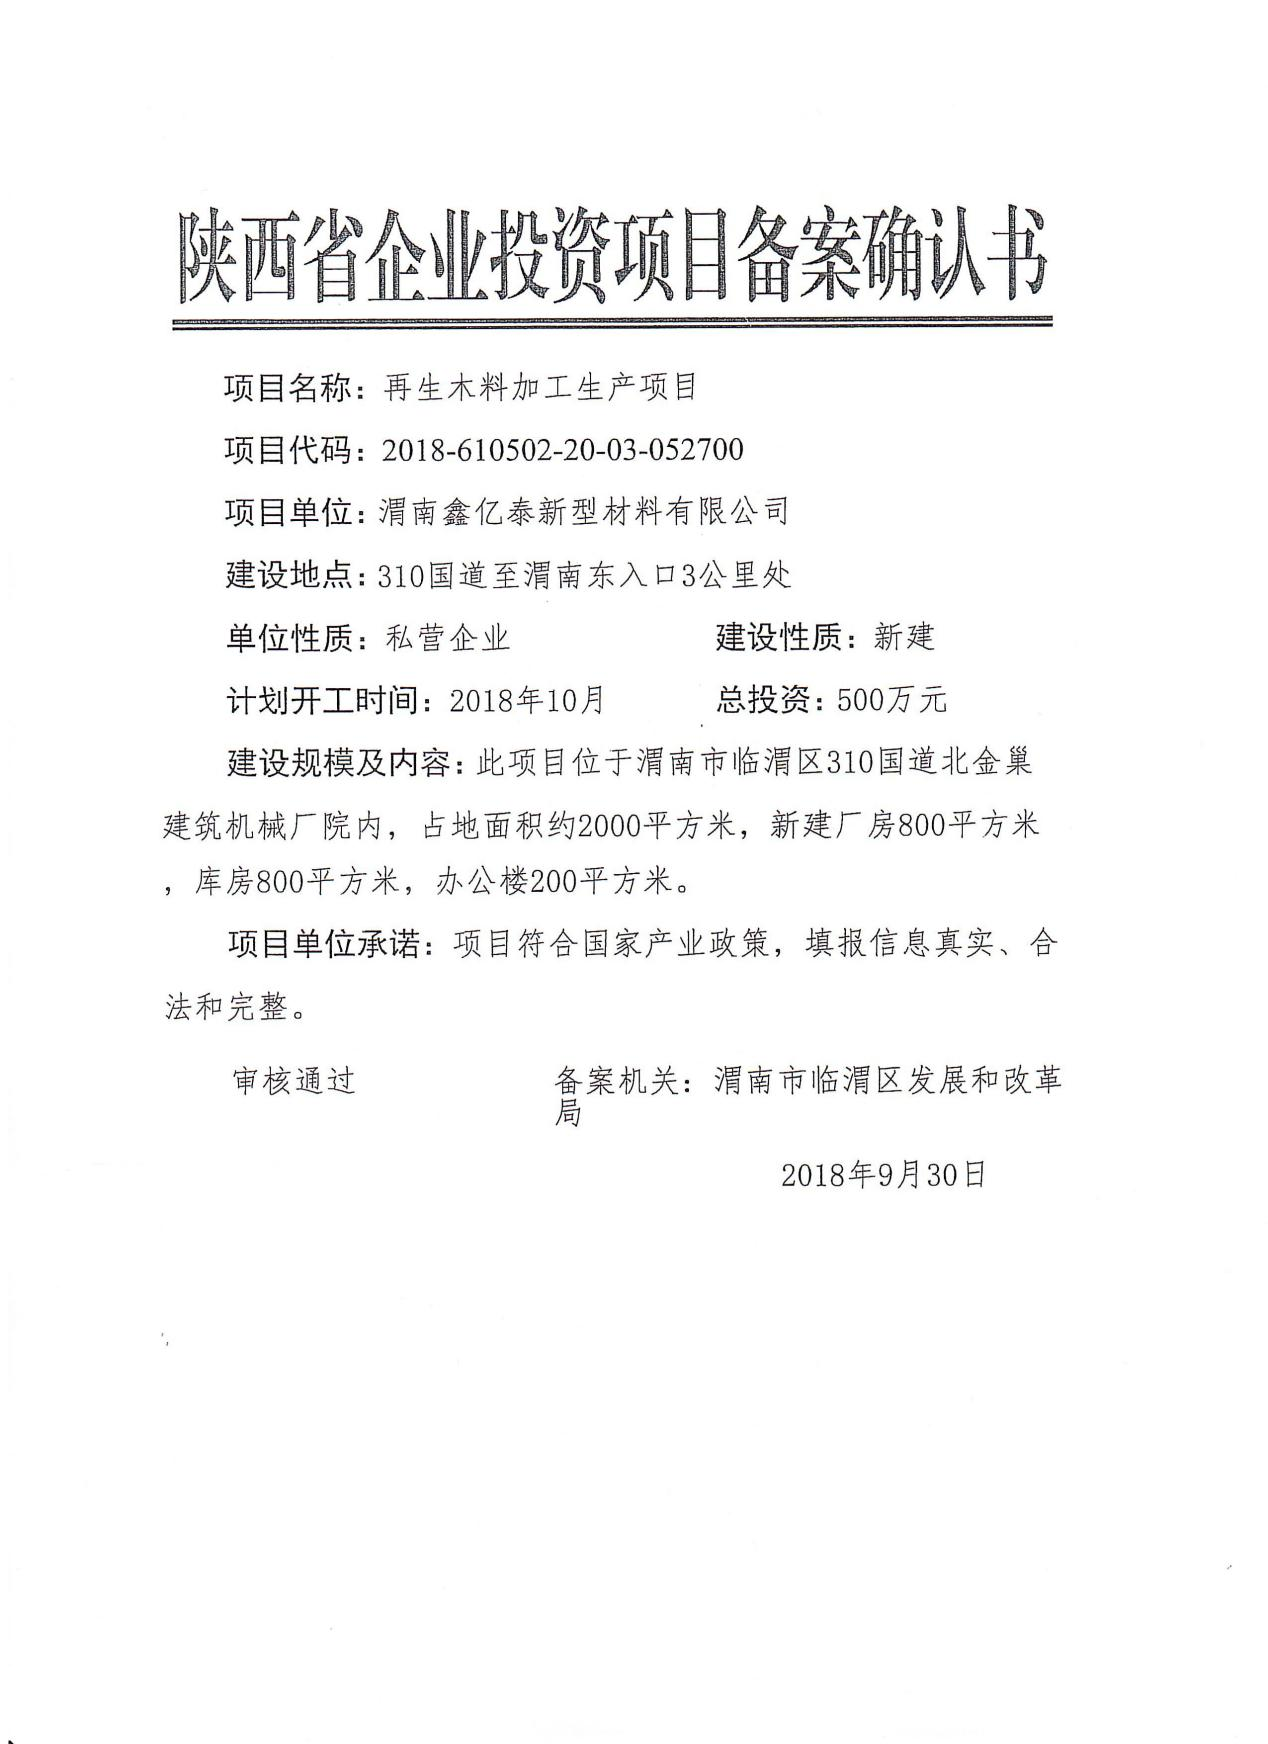 陕西省企业投资项目备案确认书
项目名称：再生木料加工生产项目
项目代码：2018-610502-20-03-052700
项目单位：渭南鑫亿泰新型材料有限公司
建设地点：310国道至渭南东入口3公里处
单位性质：私营企业 建设性质：新建
计划开工时间：2018年10月 总投资：500万元
建设规模及内容：此项目位于渭南市临渭区310国道北金巢
建筑机械厂院内，占地面积约2000平方米，新建厂房800平方米
，库房800平方米，办公楼200平方米。
项目单位承诺：项目符合国家产业政策，填报信息真实、合
法和完整。
审核通过 备案机关：渭南市临渭区发展和改革
局
2018年9月30日